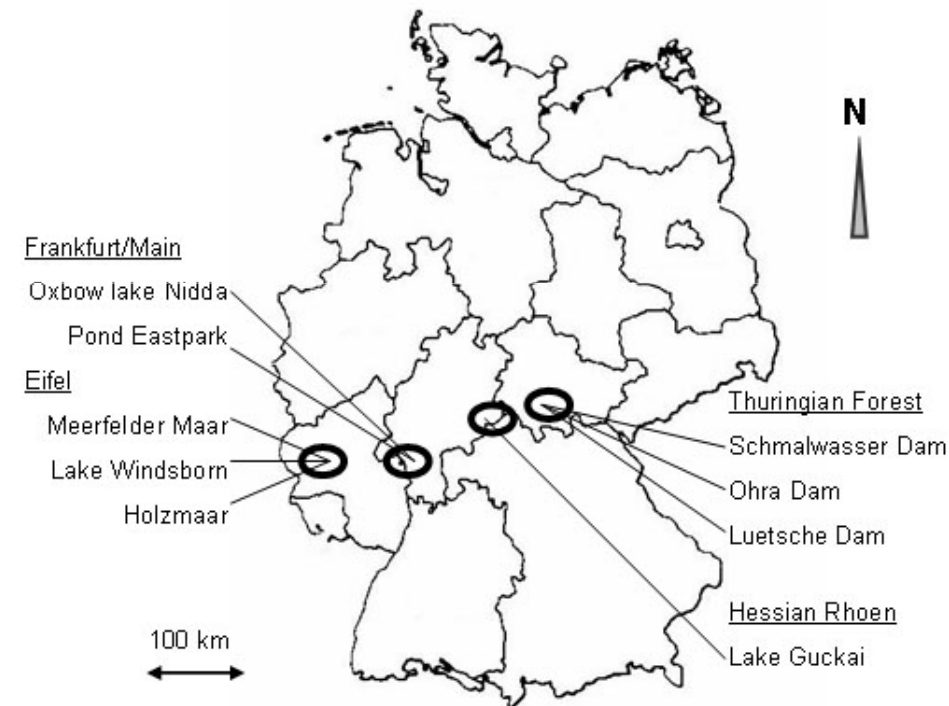 N
Frankfurt/Main
Oxbow lake Nidda
Pond Eastpark
Eifel
Meerfelder Maar
Lake Windsborn
Holzmaar
100 km
Thuringian Forest
Schmalwasser Dam
Ohra Dam
Luetsche Dam
Hessian Rhoen
Lake Guckai